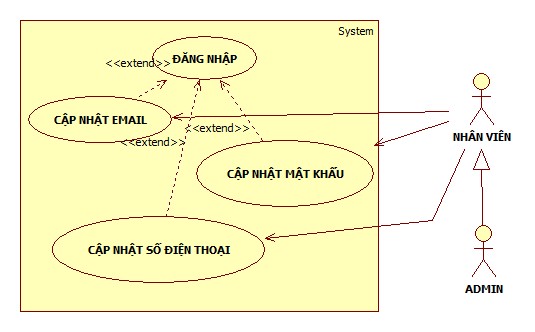 System
ĐĂNG NHẬP
<<extend>>
CẬP NHẬT EMAIL
<<extend>>
<<extend>>
NHÂN VIÊN
CẬP NHẬT MẬT KHẨU
CẬP NHẬT SỐ ĐIỆN THOẠI
ADMIN